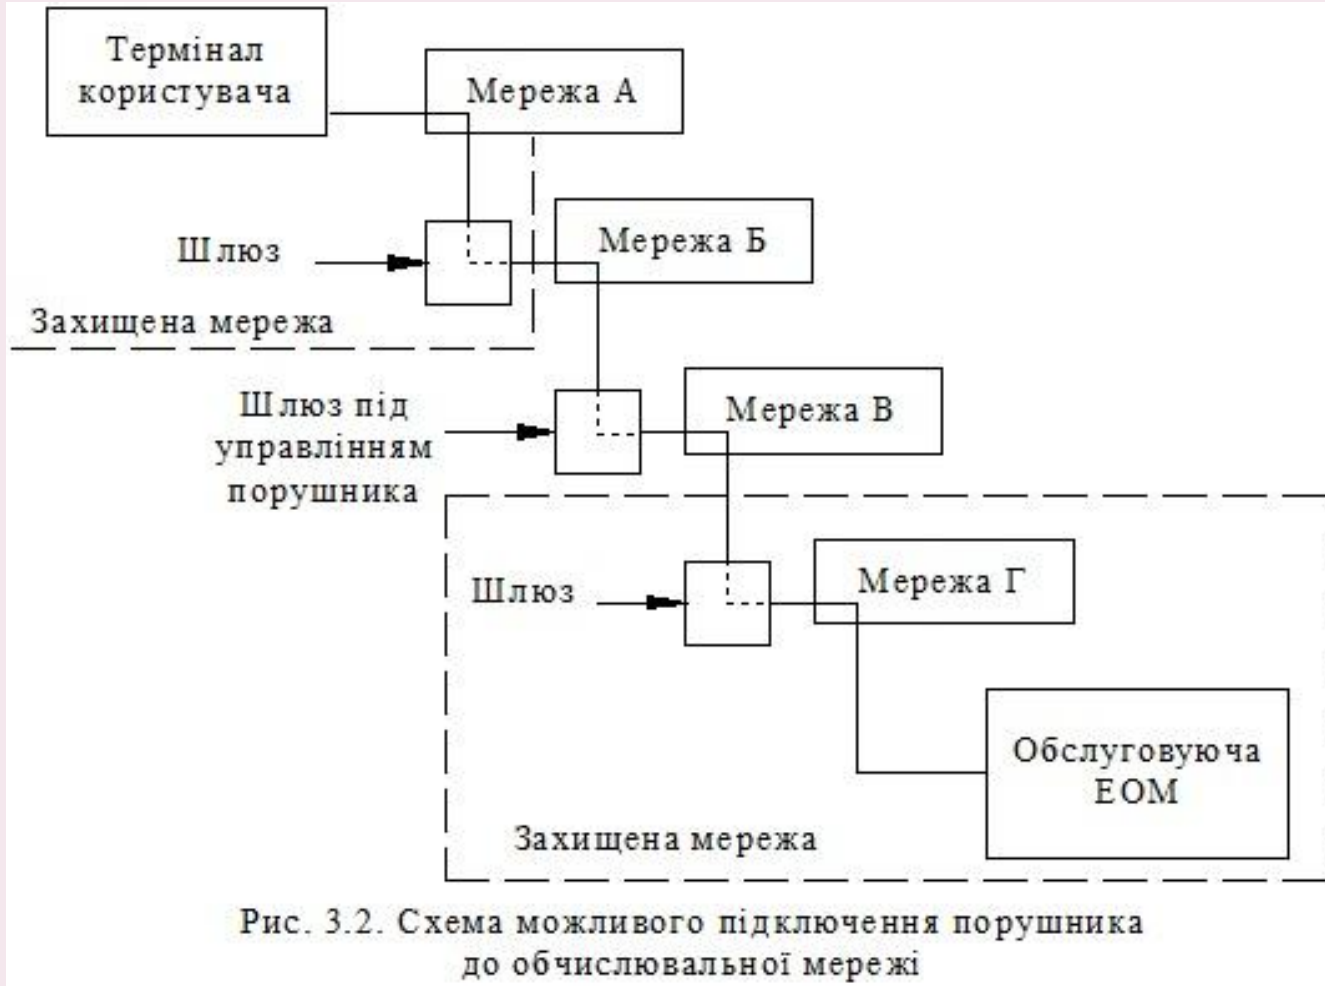 Термінал
користувача
Мережа А
Шлюз
Мережа Б
Захищена мережа
Шлюз під
управлінням
порушника
Мережа В
Шлюз
Мережа Г
Обслуговуюча
ЕОМ
Захищена мережа
Рис. 3.2. Схема можливого підключення порушника
до обчислювальної мережі